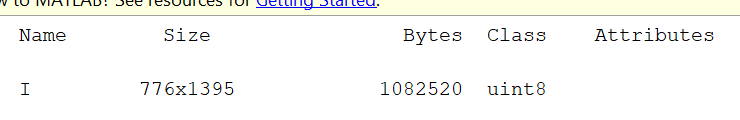 w to MATLAB? See resources for Getting Started.
Name Size Bytes Class Attributes
I 776x1395 1082520 uint8